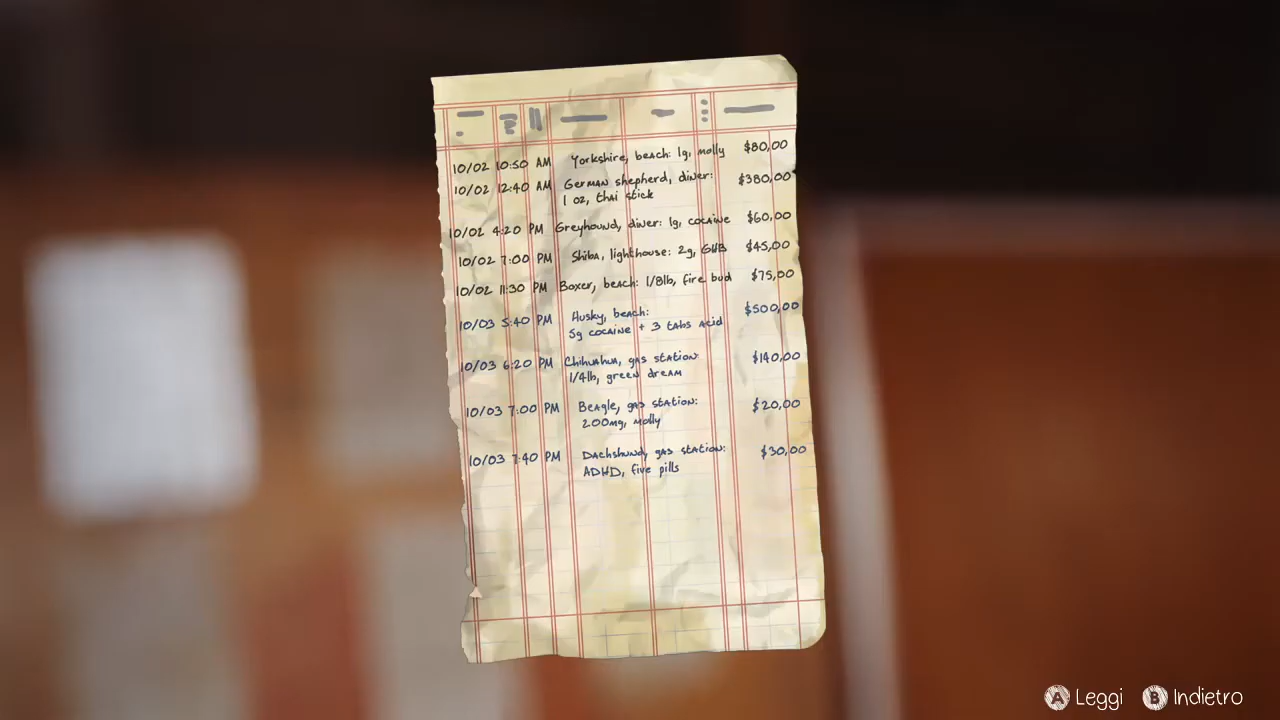 10/02 10:50 AM Yorkshire, beach: 1g, molly $80,00
10/02 12:40 AM German shepherd, diner: $380,00
1 oz, thai stick
10/02 4:20 PM Greyhound, diner: 1g, cocaine $60,00
10/02 7:00 PM Shiba, lighthouse: 2g, GHB $45,00
10/02 11:30 PM Boxer, beach: 1/8lb, fire bud $75,00
10/03 5:40 PM Husky, beach: $500,00
5g cocaine + 3 tabs acid
10/03 6:20 PM Chihuahua, gas station: $140,00
1/4lb, green dream
10/03 7:00 PM Beagle, gas station: $20,00
200mg, molly
10/03 7:40 PM Dachshund, gas station: $30,00
ADHD, five pills
A Leggi B Indietro